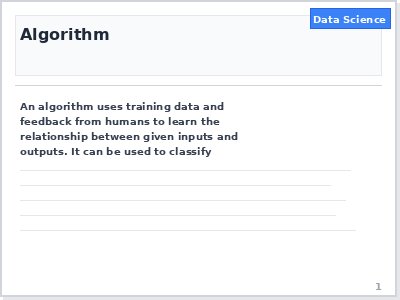 Data Science
Algorithm
An algorithm uses training data and
feedback from humans to learn the
relationship between given inputs and
outputs. It can be used to classify
1